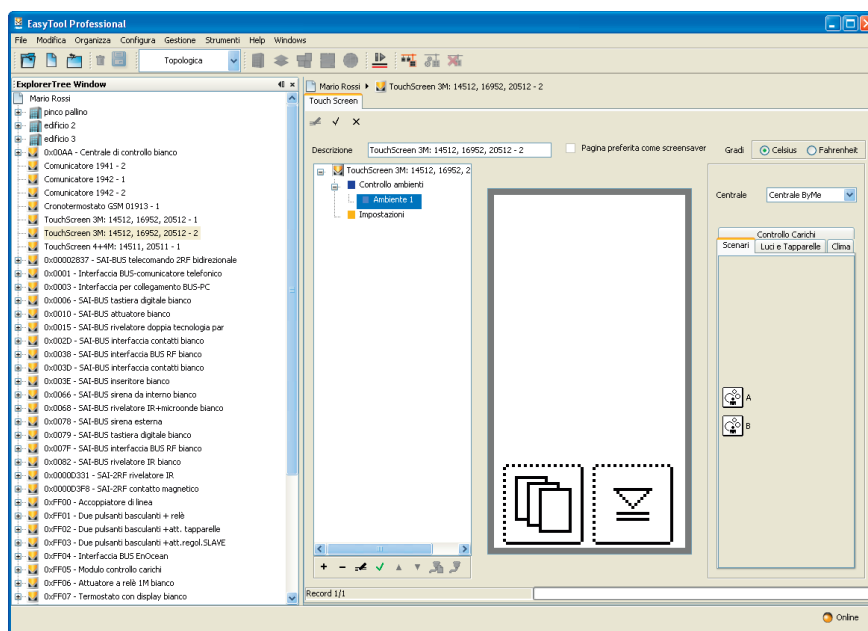 EasyTool Professional
File Modifica Organizza Configura Gestione Strumenti Help Windows
Topologica
ExplorerTree Window
Mario Rossi
pinco pallino
edificio 2
edificio 3
0x00AA - Centrale di controllo bianco
Comunicatore 1941 - 2
Comunicatore 1942 - 1
Comunicatore 1942 - 2
Cronotermostato GSM 01913 - 1
TouchScreen 3M: 14512, 16952, 20512 - 1
TouchScreen 3M: 14512, 16952, 20512 - 2
TouchScreen 4+4M: 14511, 20511 - 1
0x00002837 - SAI-BUS telecomando 2RF bidirezionale
0x0001 - Interfaccia BUS-comunicatore telefonico
0x0003 - Interfaccia per collegamento BUS-PC
0x0006 - SAI-BUS tastiera digitale bianco
0x0010 - SAI-BUS attuatore bianco
0x0015 - SAI-BUS rivelatore doppia tecnologia par
0x002D - SAI-BUS interfaccia contatti bianco
0x0038 - SAI-BUS interfaccia BUS RF bianco
0x003D - SAI-BUS interfaccia contatti bianco
0x003E - SAI-BUS inseritore bianco
0x0066 - SAI-BUS sirena da interno bianco
0x0068 - SAI-BUS rivelatore IR+microonde bianco
0x0078 - SAI-BUS sirena esterna
0x0079 - SAI-BUS tastiera digitale bianco
0x007F - SAI-BUS interfaccia BUS RF bianco
0x0082 - SAI-BUS rivelatore IR bianco
0x0000D331 - SAI-2RF rivelatore IR
0x0000D3F8 - SAI-2RF contatto magnetico
0xFF00 - Accoppiatore di linea
0xFF01 - Due pulsanti basculanti + relè
0xFF02 - Due pulsanti basculanti +att. tapparelle
0xFF03 - Due pulsanti basculanti +att.regol.SLAVE
0xFF04 - Interfaccia BUS EnOcean
0xFF05 - Modulo controllo carichi
0xFF06 - Attuatore a relè 1M bianco
0xFF07 - Termostato con display bianco
Mario Rossi TouchScreen 3M: 14512, 16952, 20512 - 2
Touch Screen
Descrizione TouchScreen 3M: 14512, 16952, 20512 - 2 Pagina preferita come screensaver Gradi Celsius Fahrenheit
TouchScreen 3M: 14512, 16952, 2
Controllo ambienti
Ambiente 1
Impostazioni
Centrale Centrale ByMe
Controllo Carichi
Scenari Luci e Tapparelle Clima
A
B
Record 1/1
Online